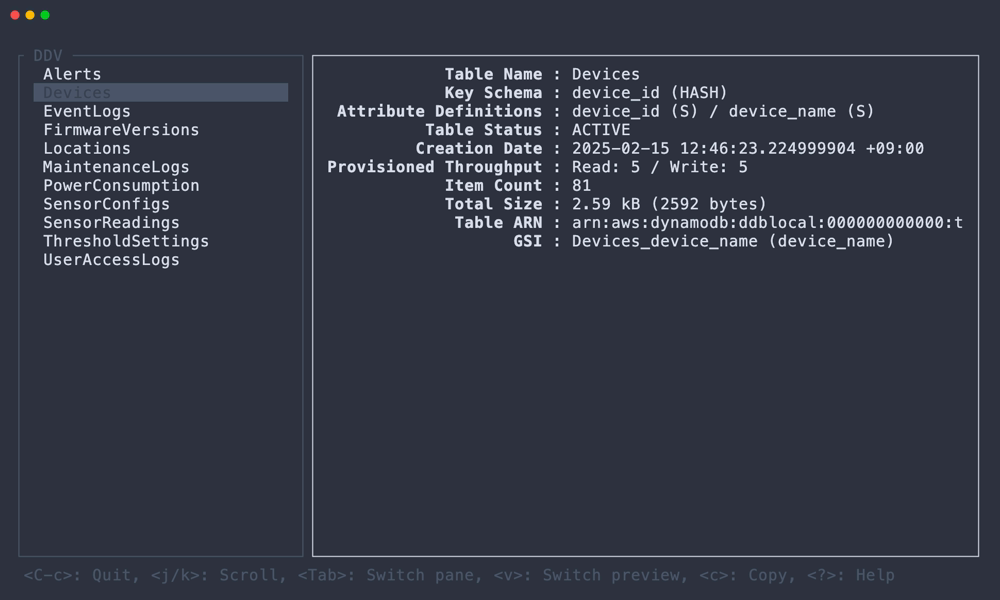 DDV
Alerts
Devices
EventLogs
FirmwareVersions
Locations
MaintenanceLogs
PowerConsumption
SensorConfigs
SensorReadings
ThresholdSettings
UserAccessLogs
Table Name : Devices
Key Schema : device_id (HASH)
Attribute Definitions : device_id (S) / device_name (S)
Table Status : ACTIVE
Creation Date : 2025-02-15 12:46:23.224999904 +09:00
Provisioned Throughput : Read: 5 / Write: 5
Item Count : 81
Total Size : 2.59 kB (2592 bytes)
Table ARN : arn:aws:dynamodb:ddblocal:000000000000:t
GSI : Devices_device_name (device_name)
<C-c>: Quit, <j/k>: Scroll, <Tab>: Switch pane, <v>: Switch preview, <c>: Copy, <?>: Help